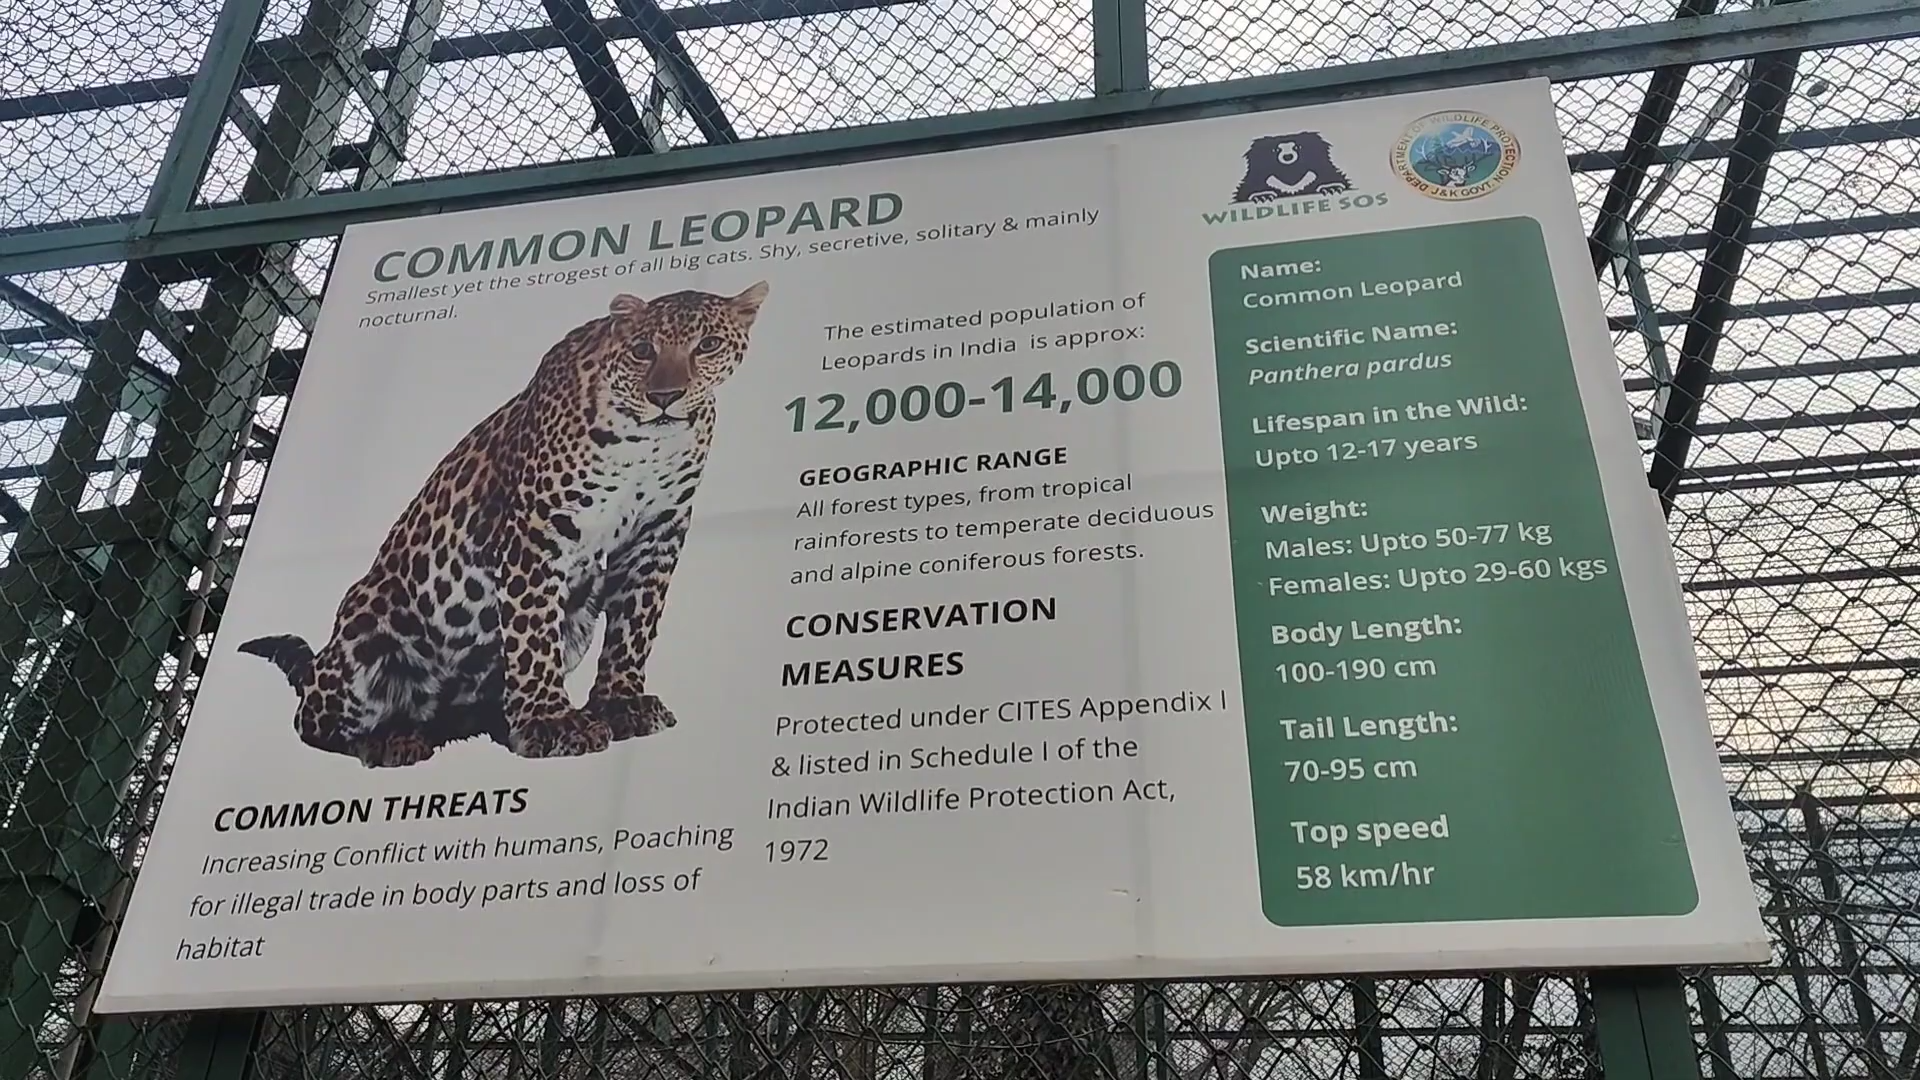 COMMON LEOPARD
Smallest yet the strogest of all big cats. Shy, secretive, solitary & mainly
nocturnal.
The estimated population of
Leopards in India is approx:
12,000-14,000
GEOGRAPHIC RANGE
All forest types, from tropical
rainforests to temperate deciduous
and alpine coniferous forests.
CONSERVATION
MEASURES
Protected under CITES Appendix I
& listed in Schedule I of the
Indian Wildlife Protection Act,
1972
COMMON THREATS
Increasing Conflict with humans, Poaching
for illegal trade in body parts and loss of
habitat
WILDLIFE SOS
DEPARTMENT OF WILDLIFE PROTECTION
J&K GOVT.
Name:
Common Leopard
Scientific Name:
Panthera pardus
Lifespan in the Wild:
Upto 12-17 years
Weight:
Males: Upto 50-77 kg
Females: Upto 29-60 kgs
Body Length:
100-190 cm
Tail Length:
70-95 cm
Top speed
58 km/hr